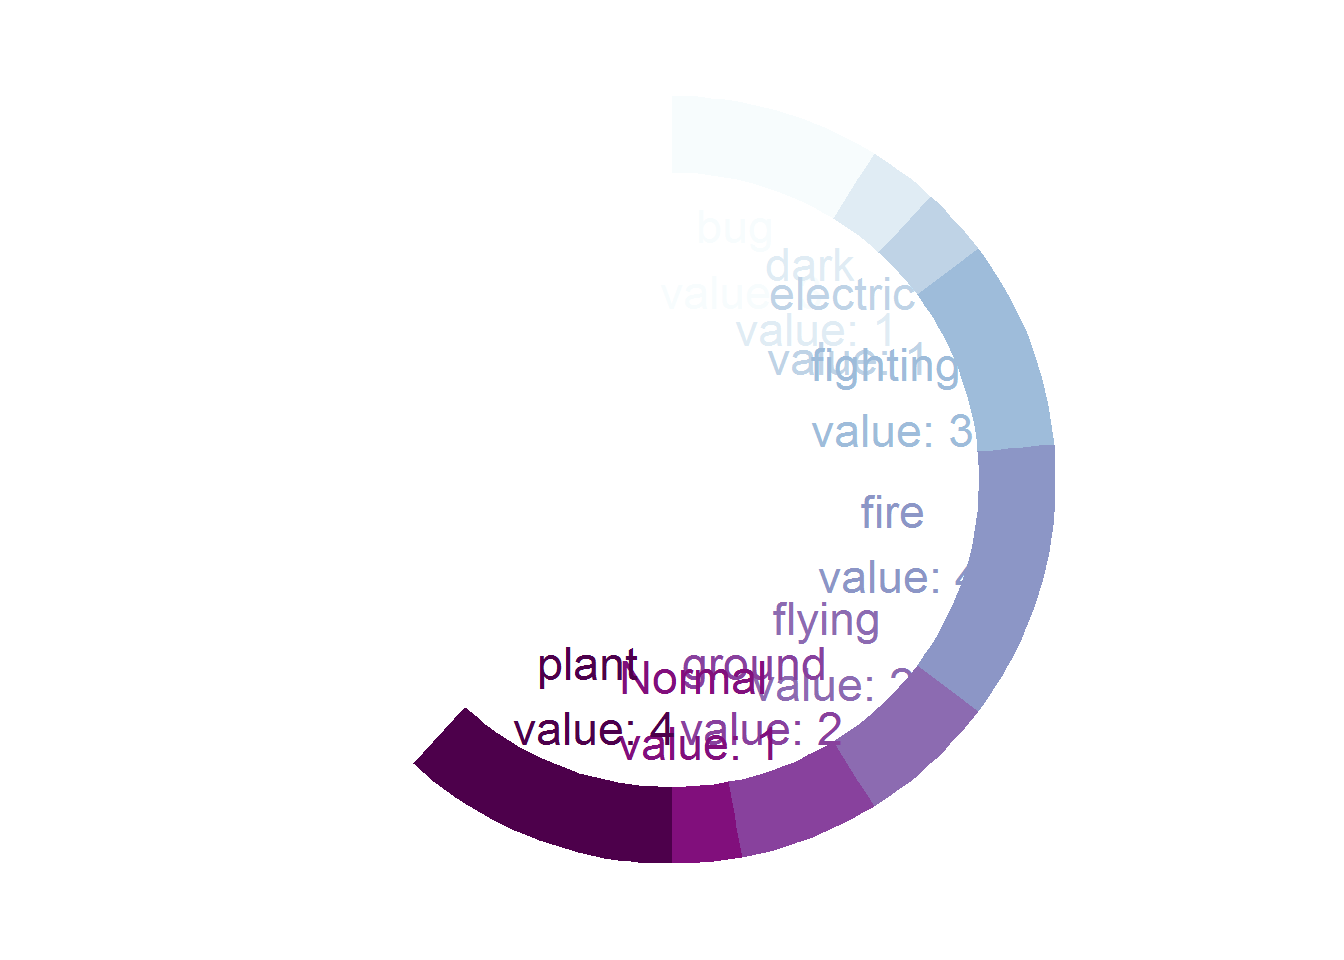 bug
value
dark
value: 1
electric
value: 1
fighting
value: 3
fire
value: 4
flying
value: 2
ground
value: 2
Normal
value: 1
plant
value: 4